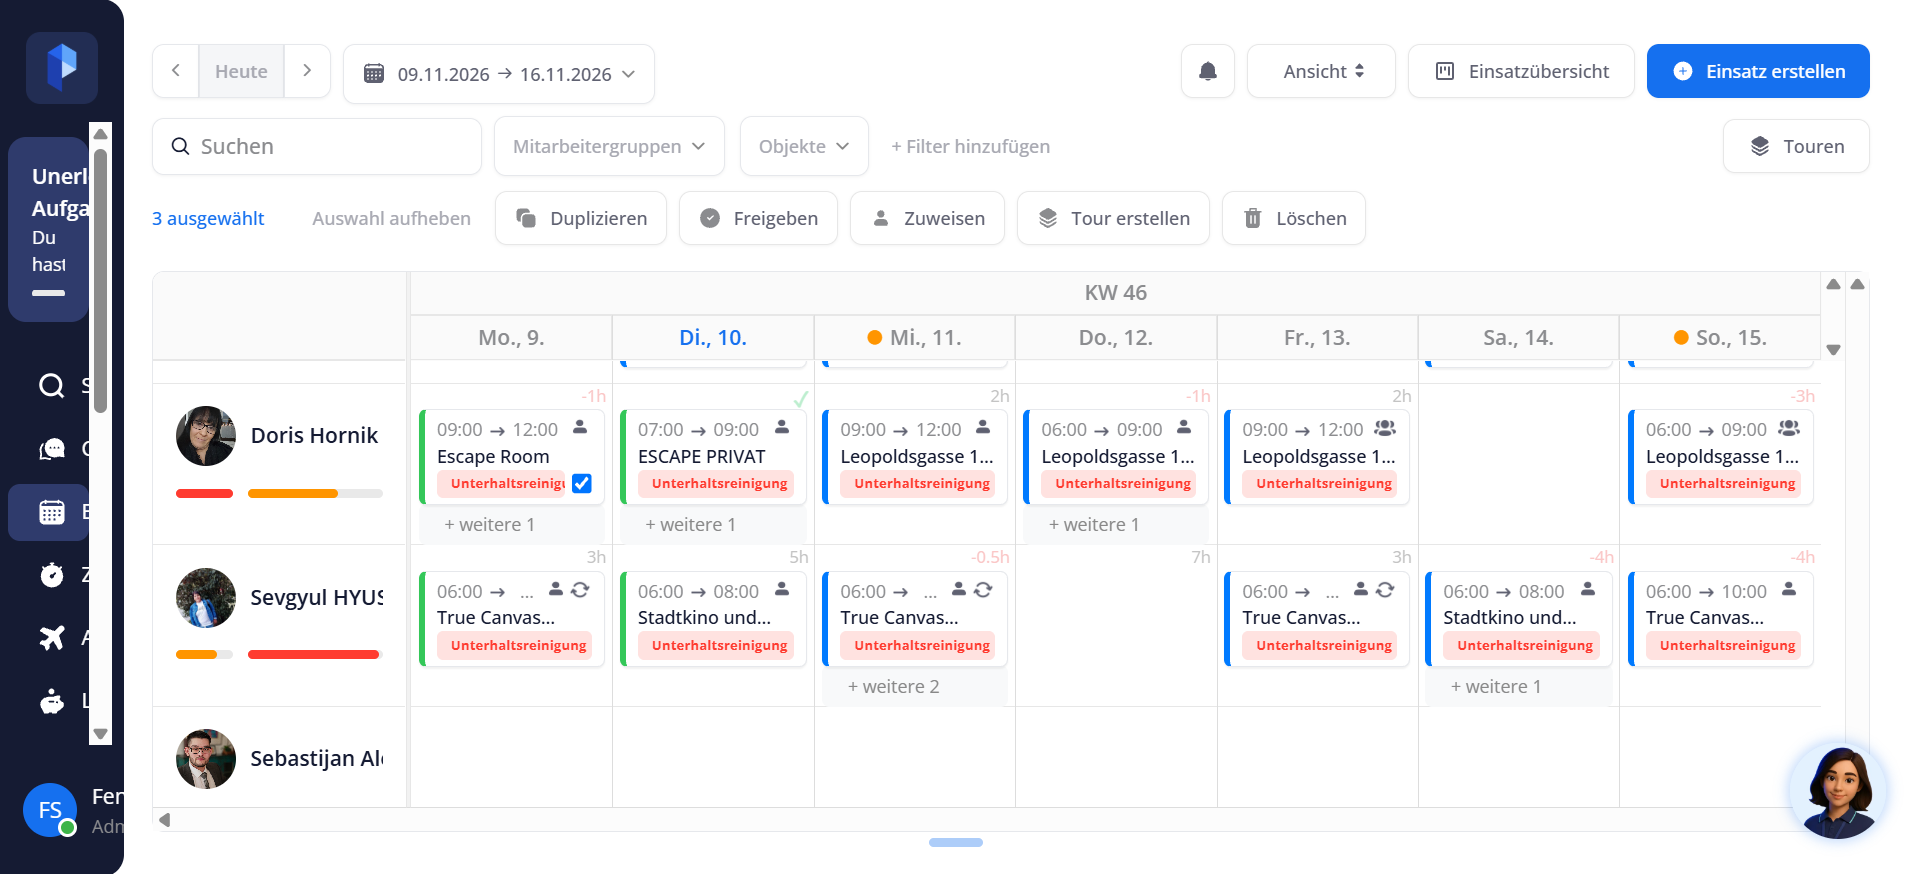 Heute
09.11.2026 → 16.11.2026
Ansicht
Einsatzübersicht
Einsatz erstellen
Suchen
Mitarbeitergruppen
Objekte
+ Filter hinzufügen
Touren
3 ausgewählt
Auswahl aufheben
Duplizieren
Freigeben
Zuweisen
Tour erstellen
Löschen
Du
hast
KW 46
Mo., 9.
Di., 10.
Mi., 11.
Do., 12.
Fr., 13.
Sa., 14.
So., 15.
Doris Hornik
-1h
09:00 → 12:00
Escape Room
+ weitere 1
07:00 → 09:00
ESCAPE PRIVAT
Unterhaltsreinigung
+ weitere 1
2h
09:00 → 12:00
Leopoldsgasse 1...
Unterhaltsreinigung
-1h
06:00 → 09:00
Leopoldsgasse 1...
Unterhaltsreinigung
+ weitere 1
2h
09:00 → 12:00
Leopoldsgasse 1...
Unterhaltsreinigung
-3h
06:00 → 09:00
Leopoldsgasse 1...
Unterhaltsreinigung
Sevgyul
3h
06:00 → ...
True Canvas...
Unterhaltsreinigung
5h
06:00 → 08:00
Stadtkino und...
Unterhaltsreinigung
-0.5h
06:00 → ...
True Canvas...
Unterhaltsreinigung
+ weitere 2
7h
3h
06:00 → ...
True Canvas...
Unterhaltsreinigung
-4h
06:00 → 08:00
Stadtkino und...
Unterhaltsreinigung
+ weitere 1
-4h
06:00 → 10:00
True Canvas...
Unterhaltsreinigung
Sebastijan
FS